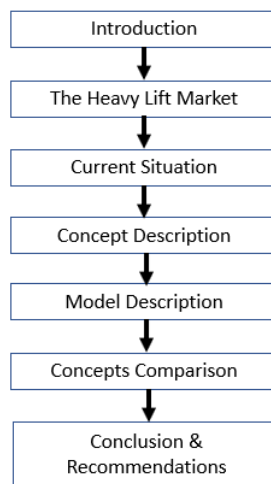 Introduction
The Heavy Lift Market
Current Situation
Concept Description
Model Description
Concepts Comparison
Conclusion &
Recommendations